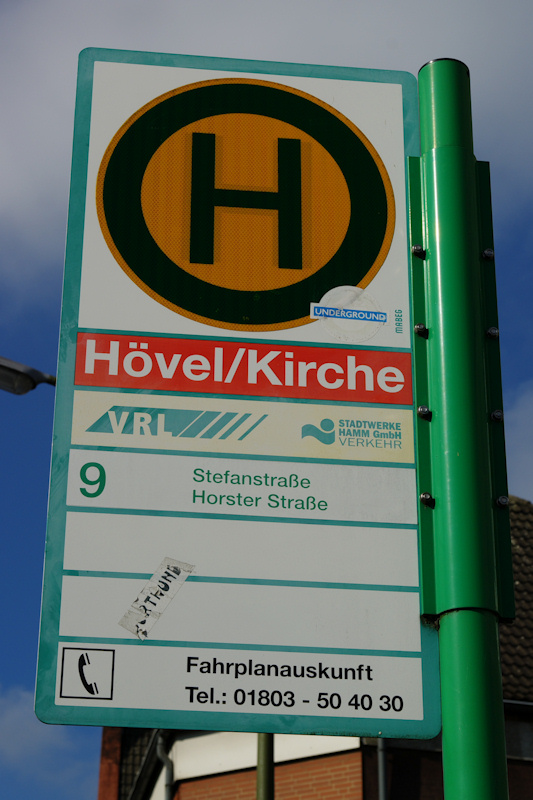 H
UNDERGROUND
MABEG
Hövel/Kirche
VRL
STADTWERKE
HAMM GmbH
VERKEHR
9
Stefanstraße
Horster Straße
Fahrplanauskunft
Tel.: 01803 - 50 40 30